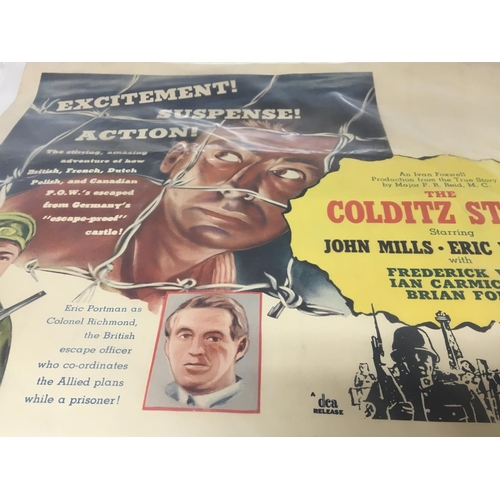 EXCITEMENT!
SUSPENSE!
ACTION!
The stirring, amazing
adventure of how
British, French, Dutch
Polish, and Canadian
P.O.W.'s escaped
from Germany's
"escape-proof"
castle!
Eric Portman as
Colonel Richmond,
the British
escape officer
who co-ordinates
the Allied plans
while a prisoner!
An Ivan Foxwell
Production from the True Story
by Major P. R. Reid, M. C.
THE
COLDITZ ST
Starring
JOHN MILLS · ERIC
with
FREDERICK
IAN CARMIC
BRIAN FO
A
dca
RELEASE